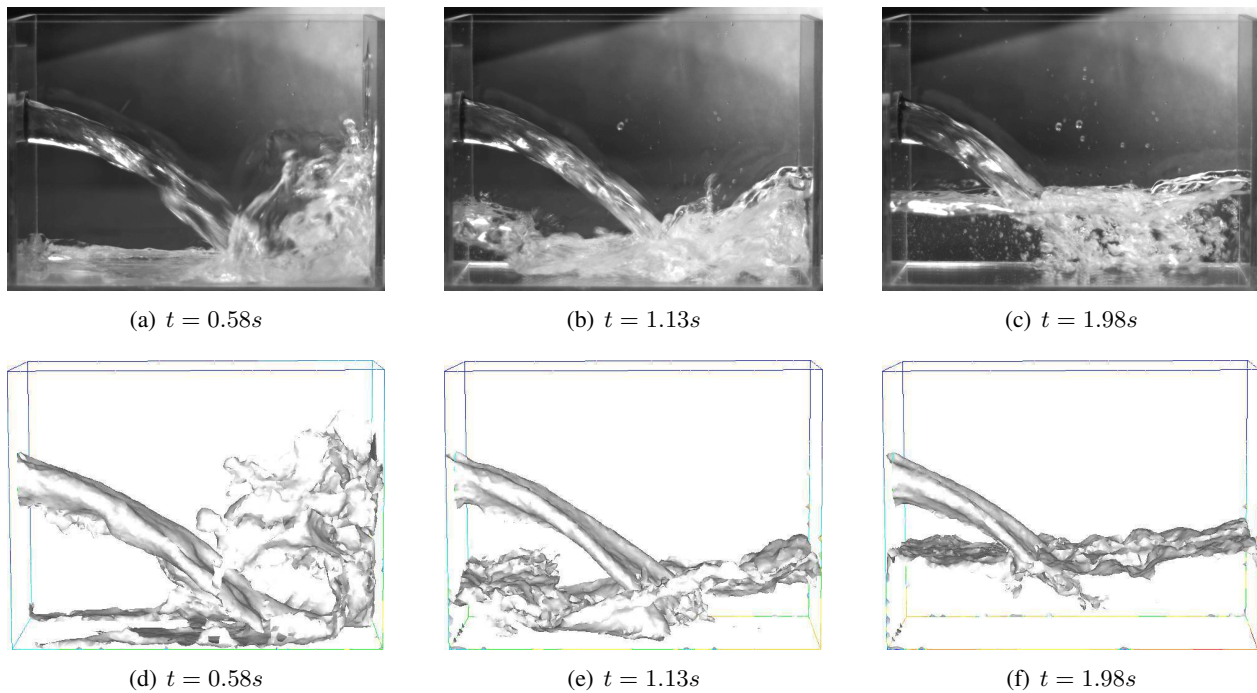 (a) t = 0.58s
(b) t = 1.13s
(c) t = 1.98s
(d) t = 0.58s
(e) t = 1.13s
(f) t = 1.98s